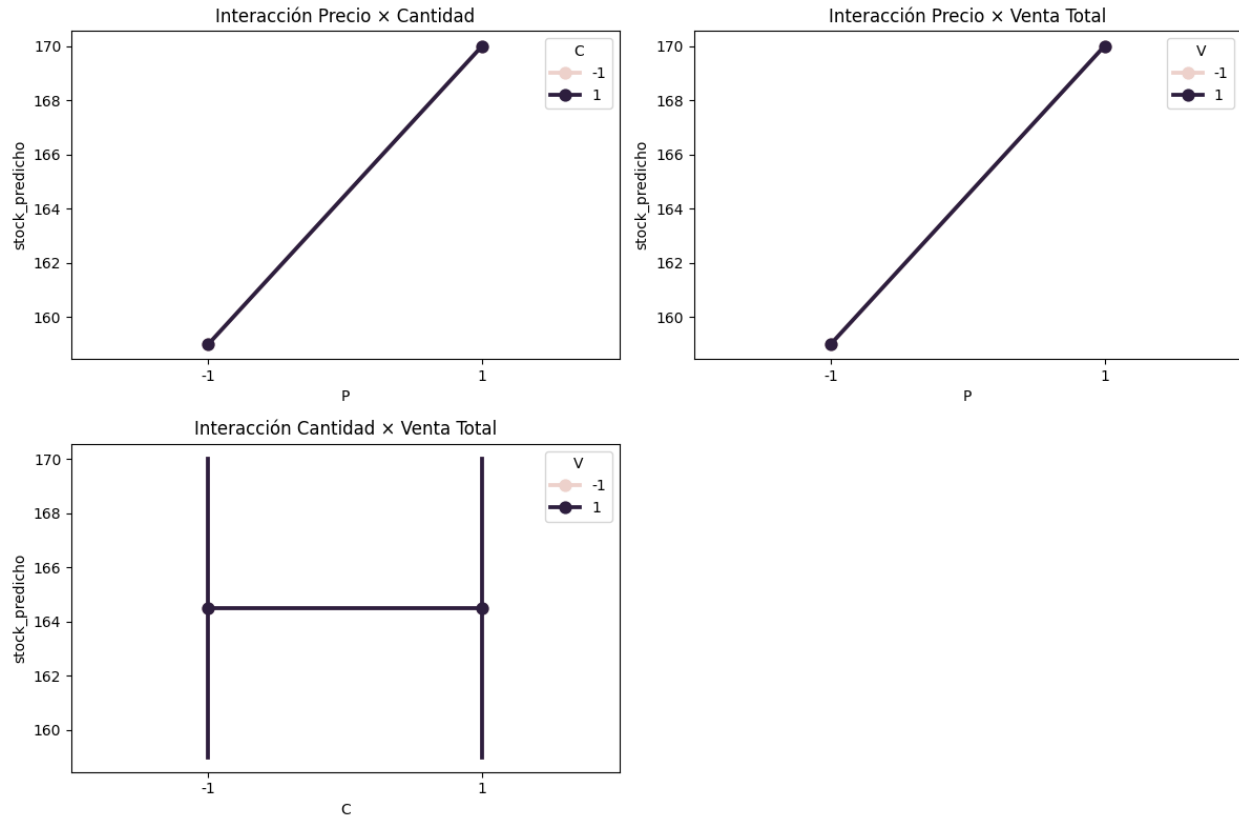 Interacción Precio × Cantidad
170
168
166
164
162
160
stock_predicho
-1
1
P
C
-1
1
Interacción Precio × Venta Total
170
168
166
164
162
160
stock_predicho
-1
1
P
V
-1
1
Interacción Cantidad × Venta Total
170
168
166
164
162
160
stock_predicho
-1
1
C
V
-1
1